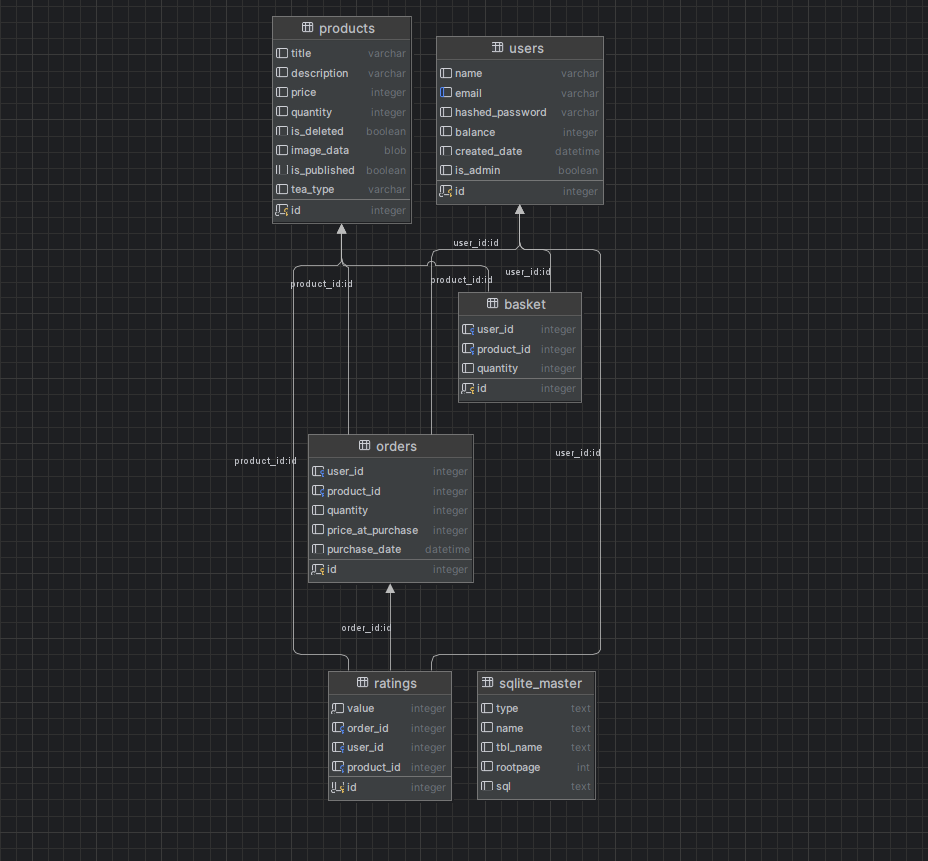 products
title varchar
description varchar
price integer
quantity integer
is_deleted boolean
image_data blob
is_published boolean
tea_type varchar
id integer
users
name varchar
email varchar
hashed_password varchar
balance integer
created_date datetime
is_admin boolean
id integer
user_id:id
user_id:id
product_id:id
product_id:id
basket
user_id integer
product_id integer
quantity integer
id integer
orders
user_id integer
product_id integer
quantity integer
price_at_purchase integer
purchase_date datetime
id integer
product_id:id
user_id:id
order_id:id
ratings
value integer
order_id integer
user_id integer
product_id integer
id integer
sqlite_master
type text
name text
tbl_name text
rootpage int
sql text